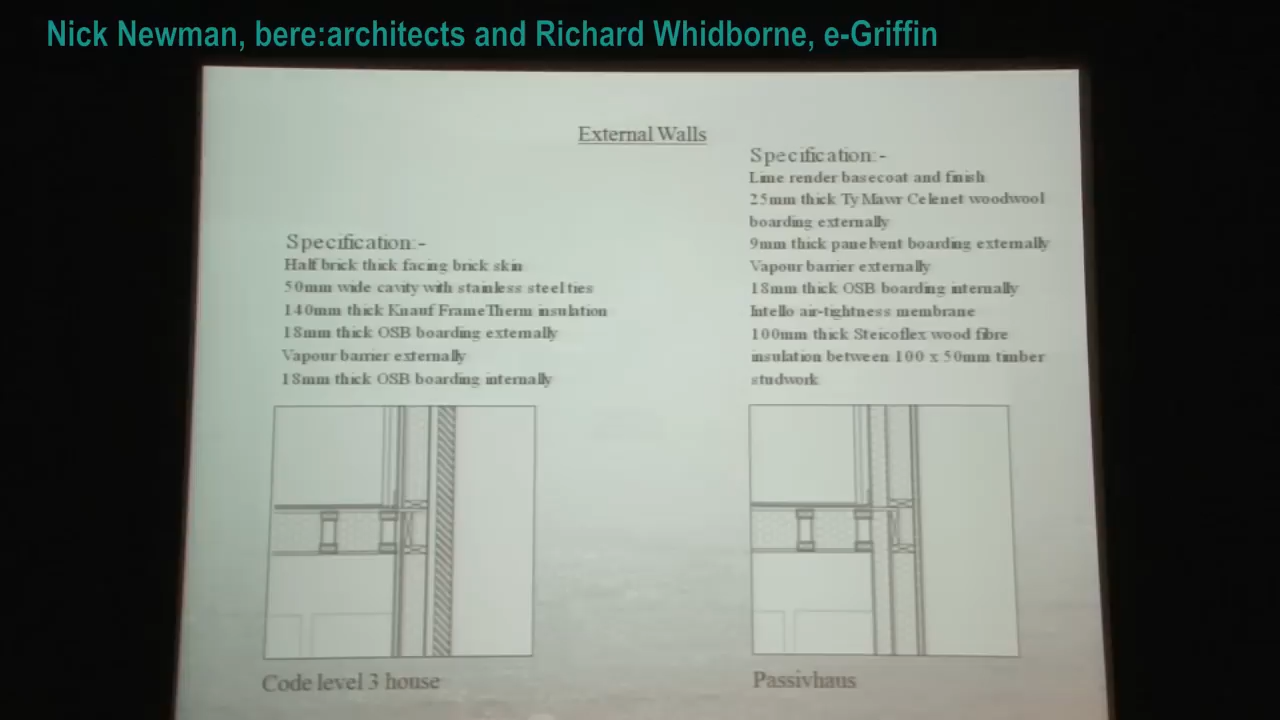 Nick Newman, bere:architects and Richard Whidborne, e-Griffin
External Walls
Specification:-
Half brick thick facing brick skin
50mm wide cavity with stainless steel ties
140mm thick Knauf FrameTherm insulation
18mm thick OSB boarding externally
Vapour barrier externally
18mm thick OSB boarding internally
Code level 3 house
Specification:-
Lime render basecoat and finish
25mm thick Ty Mawr Celenet woodwool
boarding externally
9mm thick panelvent boarding externally
Vapour barrier externally
18mm thick OSB boarding internally
Intello air-tightness membrane
100mm thick Steicoflex wood fibre
insulation between 100 x 50mm timber
studwork
Passivhaus